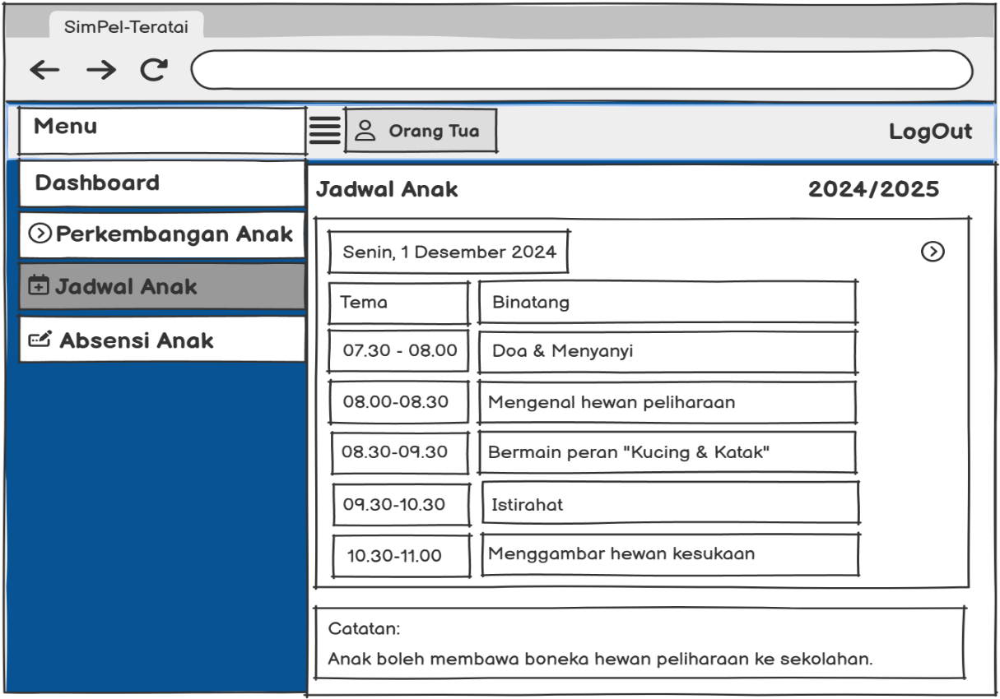 SimPel-Teratai
Menu
Orang Tua
LogOut
Dashboard
Perkembangan Anak
Jadwal Anak
Absensi Anak
Jadwal Anak
2024/2025
Senin, 1 Desember 2024
Tema
Binatang
07.30 - 08.00
Doa & Menyanyi
08.00-08.30
Mengenal hewan peliharaan
08.30-09.30
Bermain peran "Kucing & Katak"
09.30-10.30
Istirahat
10.30-11.00
Menggambar hewan kesukaan
Catatan:
Anak boleh membawa boneka hewan peliharaan ke sekolahan.